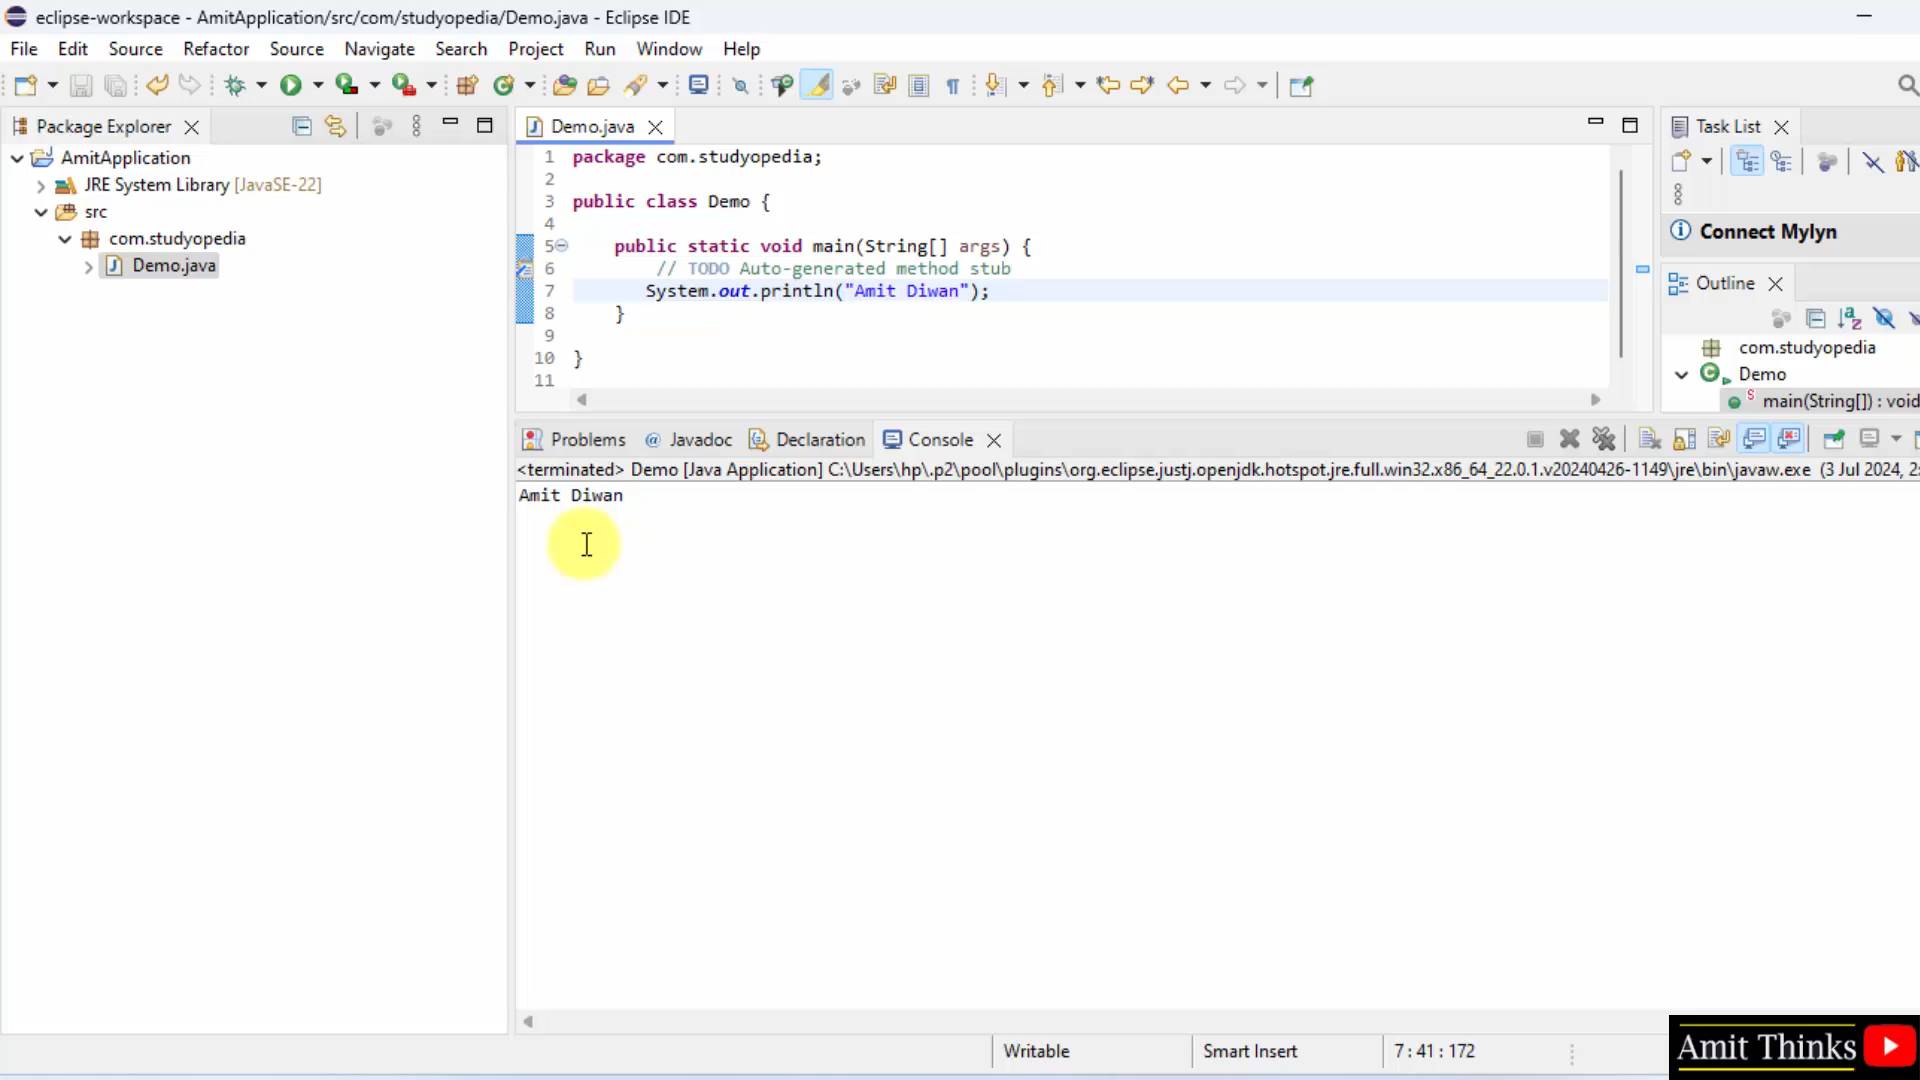 eclipse-workspace - AmitApplication/src/com/studyopedia/Demo.java - Eclipse IDE
File Edit Source Refactor Source Navigate Search Project Run Window Help
Package Explorer
AmitApplication
JRE System Library [JavaSE-22]
src
com.studyopedia
Demo.java
Demo.java
1 package com.studyopedia;
2
3 public class Demo {
4
5 public static void main(String[] args) {
6 // TODO Auto-generated method stub
7 System.out.println("Amit Diwan");
8 }
9
10 }
11
Task List
Connect Mylyn
Outline
com.studyopedia
Demo
main(String[]) : void
Problems Javadoc Declaration Console
<terminated> Demo [Java Application] C:\Users\hp\.p2\pool\plugins\org.eclipse.justj.openjdk.hotspot.jre.full.win32.x86_64_22.0.1.v20240426-1149\jre\bin\javaw.exe (3 Jul 2024, 2:
Amit Diwan
Writable Smart Insert 7 : 41 : 172
Amit Thinks